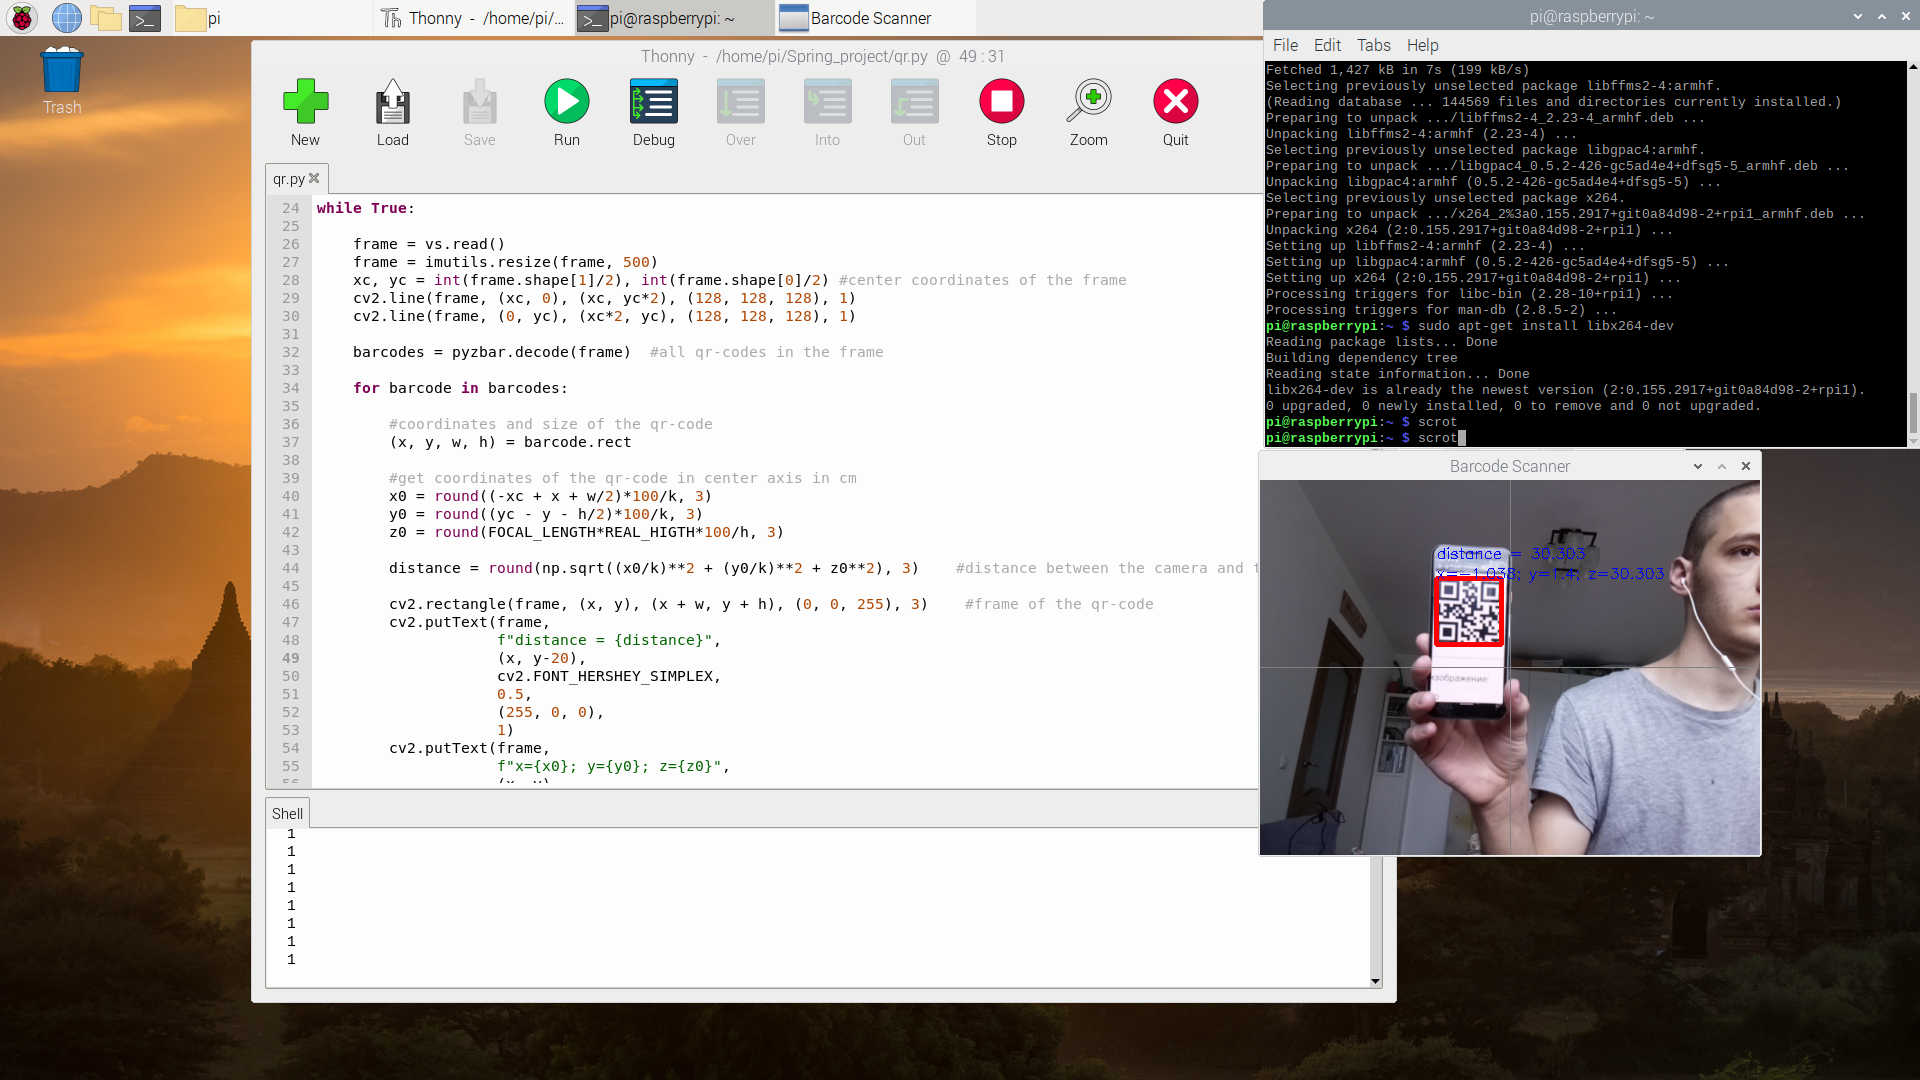 pi
Thonny - /home/pi/...
pi@raspberrypi: ~
Barcode Scanner
Trash
Thonny - /home/pi/Spring_project/qr.py @ 49 : 31
New
Load
Save
Run
Debug
Over
Into
Out
Stop
Zoom
Quit
qr.py
24 while True:
25
26 frame = vs.read()
27 frame = imutils.resize(frame, 500)
28 xc, yc = int(frame.shape[1]/2), int(frame.shape[0]/2) #center coordinates of the frame
29 cv2.line(frame, (xc, 0), (xc, yc*2), (128, 128, 128), 1)
30 cv2.line(frame, (0, yc), (xc*2, yc), (128, 128, 128), 1)
31
32 barcodes = pyzbar.decode(frame) #all qr-codes in the frame
33
34 for barcode in barcodes:
35
36 #coordinates and size of the qr-code
37 (x, y, w, h) = barcode.rect
38
39 #get coordinates of the qr-code in center axis in cm
40 x0 = round((-xc + x + w/2)*100/k, 3)
41 y0 = round((yc - y - h/2)*100/k, 3)
42 z0 = round(FOCAL_LENGTH*REAL_HIGTH*100/h, 3)
43
44 distance = round(np.sqrt((x0/k)**2 + (y0/k)**2 + z0**2), 3) #distance between the camera and t
45
46 cv2.rectangle(frame, (x, y), (x + w, y + h), (0, 0, 255), 3) #frame of the qr-code
47 cv2.putText(frame,
48 f"distance = {distance}",
49 (x, y-20),
50 cv2.FONT_HERSHEY_SIMPLEX,
51 0.5,
52 (255, 0, 0),
53 1)
54 cv2.putText(frame,
55 f"x={x0}; y={y0}; z={z0}",
Shell
1
1
1
1
1
1
1
1
pi@raspberrypi: ~
File Edit Tabs Help
Fetched 1,427 kB in 7s (199 kB/s)
Selecting previously unselected package libffms2-4:armhf.
(Reading database ... 144569 files and directories currently installed.)
Preparing to unpack .../libffms2-4_2.23-4_armhf.deb ...
Unpacking libffms2-4:armhf (2.23-4) ...
Selecting previously unselected package libgpac4:armhf.
Preparing to unpack .../libgpac4_0.5.2-426-gc5ad4e4+dfsg5-5_armhf.deb ...
Unpacking libgpac4:armhf (0.5.2-426-gc5ad4e4+dfsg5-5) ...
Selecting previously unselected package x264.
Preparing to unpack .../x264_2%3a0.155.2917+git0a84d98-2+rpi1_armhf.deb ...
Unpacking x264 (2:0.155.2917+git0a84d98-2+rpi1) ...
Setting up libffms2-4:armhf (2.23-4) ...
Setting up libgpac4:armhf (0.5.2-426-gc5ad4e4+dfsg5-5) ...
Setting up x264 (2:0.155.2917+git0a84d98-2+rpi1) ...
Processing triggers for libc-bin (2.28-10+rpi1) ...
Processing triggers for man-db (2.8.5-2) ...
pi@raspberrypi:~ $ sudo apt-get install libx264-dev
Reading package lists... Done
Building dependency tree
Reading state information... Done
libx264-dev is already the newest version (2:0.155.2917+git0a84d98-2+rpi1).
0 upgraded, 0 newly installed, 0 to remove and 0 not upgraded.
pi@raspberrypi:~ $ scrot
pi@raspberrypi:~ $ scrot
Barcode Scanner
distance = 30.303
x=-1.038; y=1.4; z=30.303
изображение: